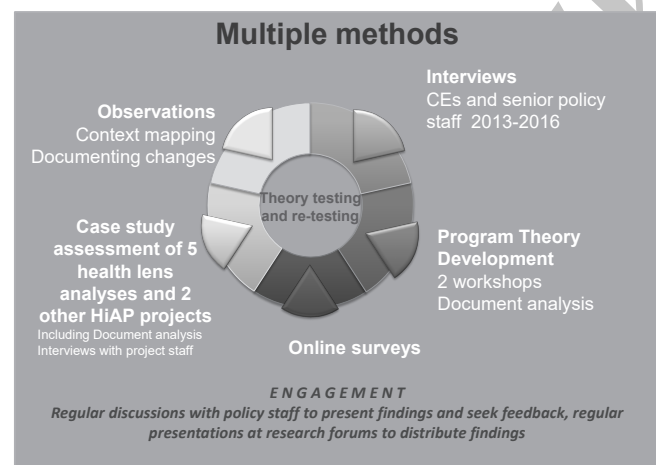 Multiple methods
Interviews
CEs and senior policy
staff 2013-2016
Observations
Context mapping
Documenting changes
Theory testing
and re-testing
Case study
assessment of 5
health lens
analyses and 2
other HiAP projects
Including Document analysis
Interviews with project staff
Program Theory
Development
2 workshops
Document analysis
Online surveys
ENGAGEMENT
Regular discussions with policy staff to present findings and seek feedback, regular
presentations at research forums to distribute findings